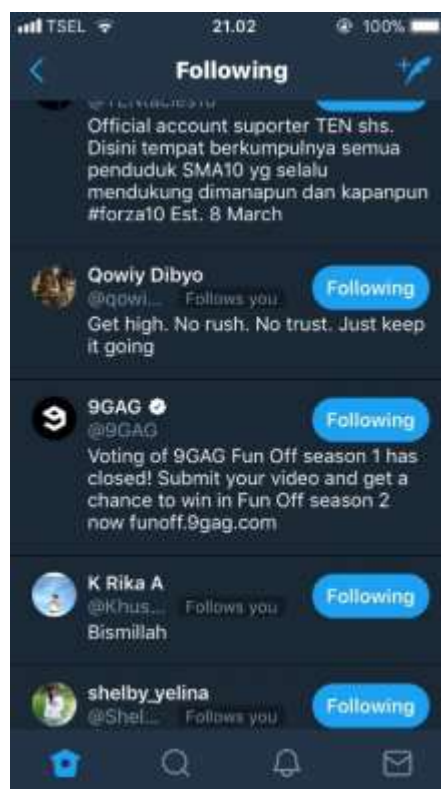 TSEL 21.02 100%
Following
Official account suporter TEN shs.
Disini tempat berkumpulnya semua
penduduk SMA10 yg selalu
mendukung dimanapun dan kapanpun
#forza10 Est. 8 March
Qowiy Dibyo
Following
@qowi... Follows you
Get high. No rush. No trust. Just keep
it going
9GAG
Following
@9GAG
Voting of 9GAG Fun Off season 1 has
closed! Submit your video and get a
chance to win in Fun Off season 2
now funoff.9gag.com
K Rika A
Following
@Khus... Follows you
Bismillah
shelby_yelina
Following
@Shel... Follows you